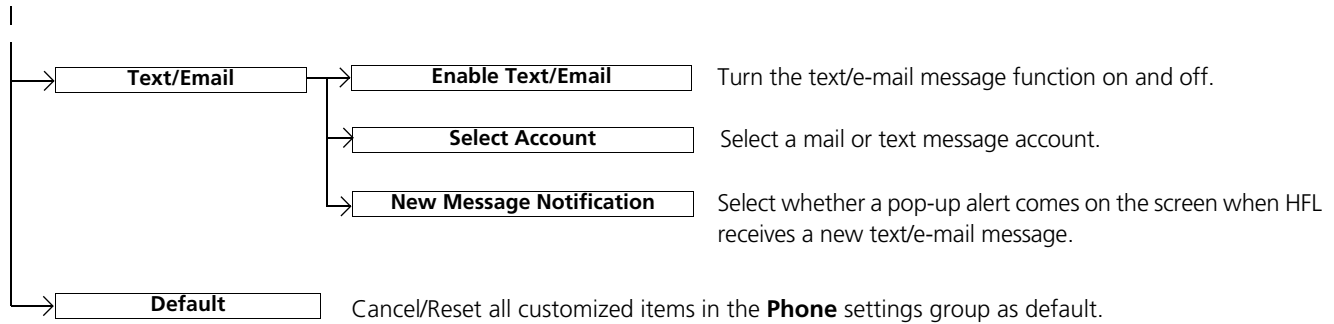 Text/Email
Enable Text/Email
Turn the text/e-mail message function on and off.
Select Account
Select a mail or text message account.
New Message Notification
Select whether a pop-up alert comes on the screen when HFL
receives a new text/e-mail message.
Default
Cancel/Reset all customized items in the Phone settings group as default.